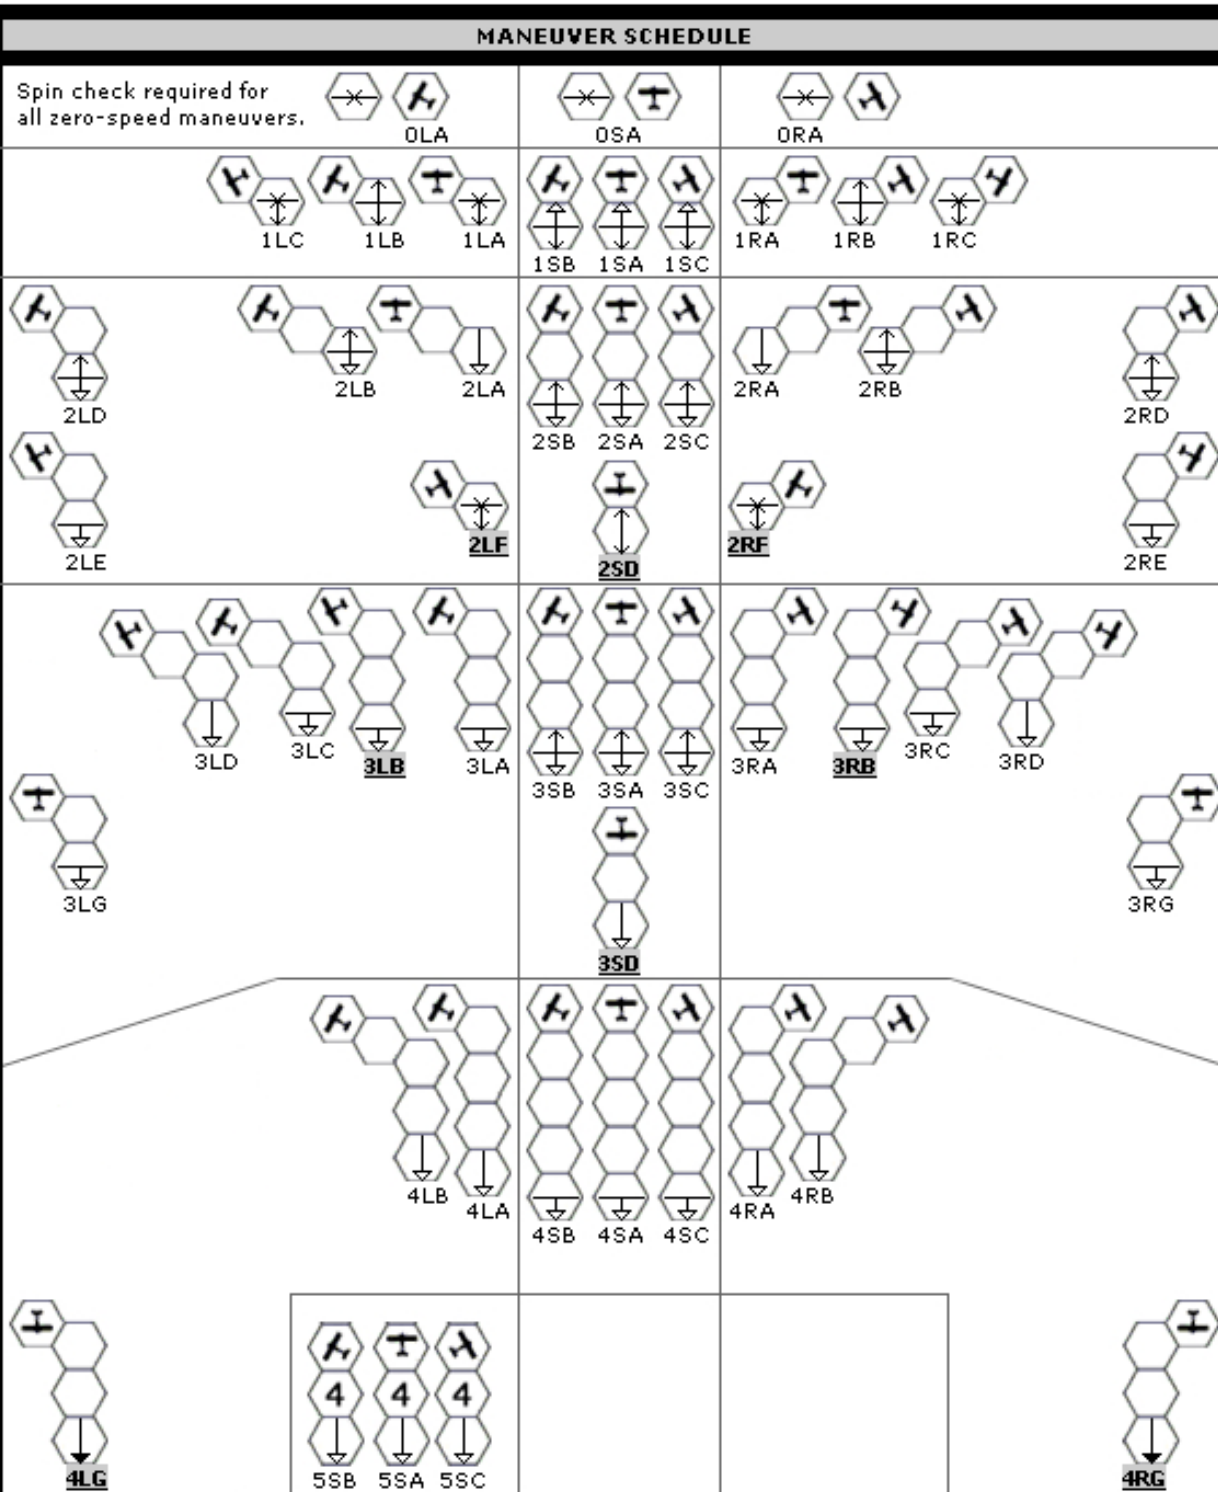 MANEUVER SCHEDULE
Spin check required for
all zero-speed maneuvers.
0LA
0SA
0RA
1LC 1LB 1LA
1SB 1SA 1SC
1RA 1RB 1RC
2LD 2LB 2LA
2SB 2SA 2SC
2RA 2RB 2RD
2LE 2LF
2SD
2RF 2RE
3LD 3LC 3LB 3LA
3SB 3SA 3SC
3RA 3RB 3RC 3RD
3LG
3SD
3RG
4LB 4LA
4SB 4SA 4SC
4RA 4RB
4 4 4
4LG
5SB 5SA 5SC
4RG